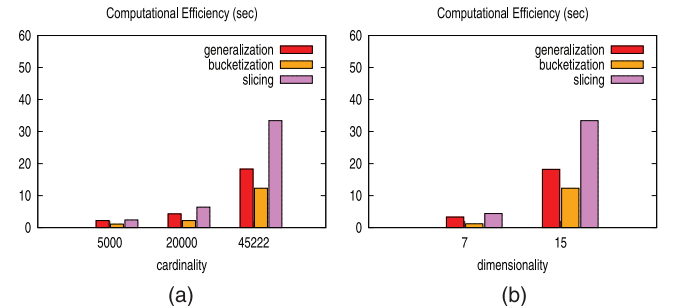 Computational Efficiency (sec)
60
50
40
30
20
10
0
generalization
bucketization
slicing
5000 20000 45222
cardinality
(a)
Computational Efficiency (sec)
60
50
40
30
20
10
0
generalization
bucketization
slicing
7 15
dimensionality
(b)